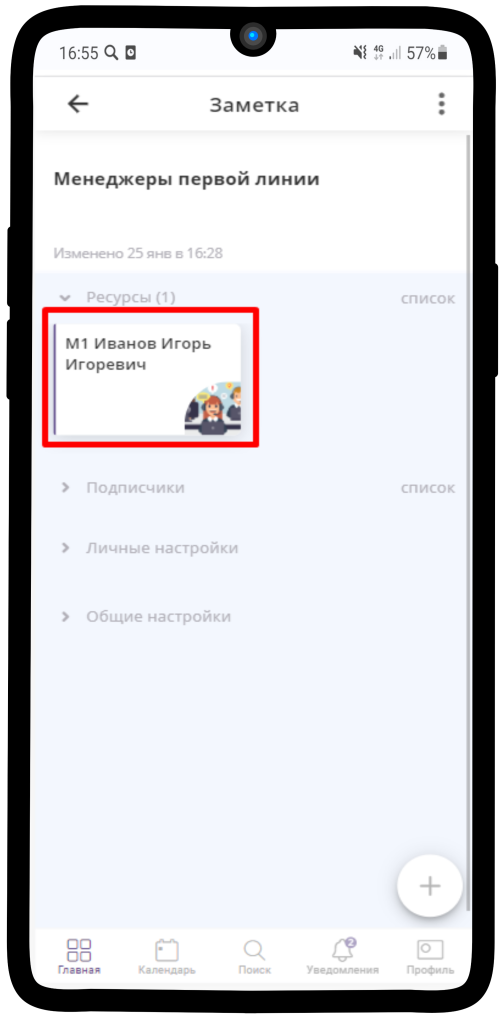 16:55
4G
57%
Заметка
Менеджеры первой линии
Изменено 25 янв в 16:28
Ресурсы (1)
список
М1 Иванов Игорь
Игоревич
Подписчики
список
Личные настройки
Общие настройки
2
Главная
Календарь
Поиск
Уведомления
Профиль